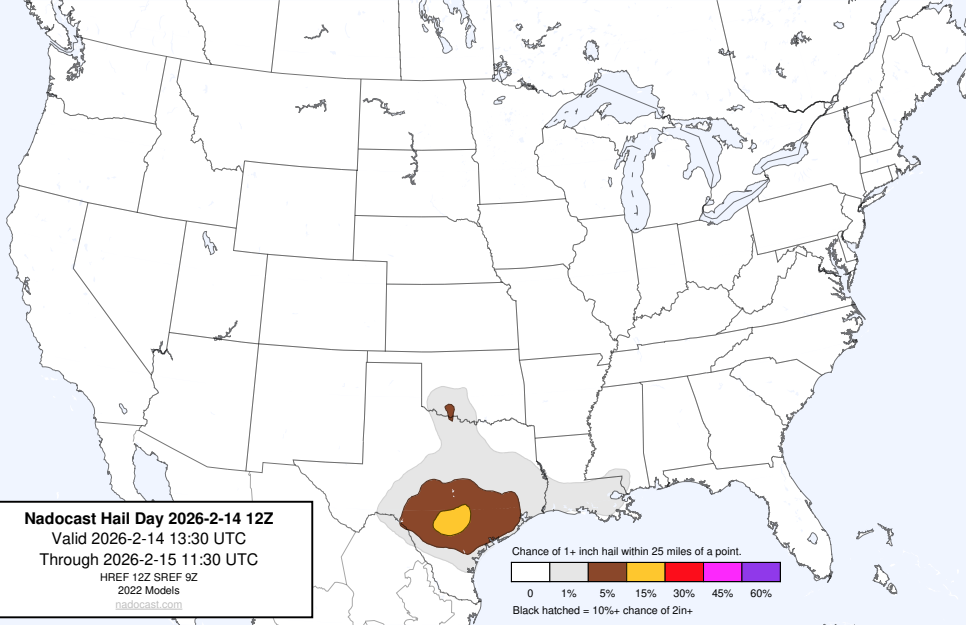 Nadocast Hail Day 2026-2-14 12Z
Valid 2026-2-14 13:30 UTC
Through 2026-2-15 11:30 UTC
HREF 12Z SREF 9Z
2022 Models
nadocast.com
Chance of 1+ inch hail within 25 miles of a point.
0 1% 5% 15% 30% 45% 60%
Black hatched = 10%+ chance of 2in+